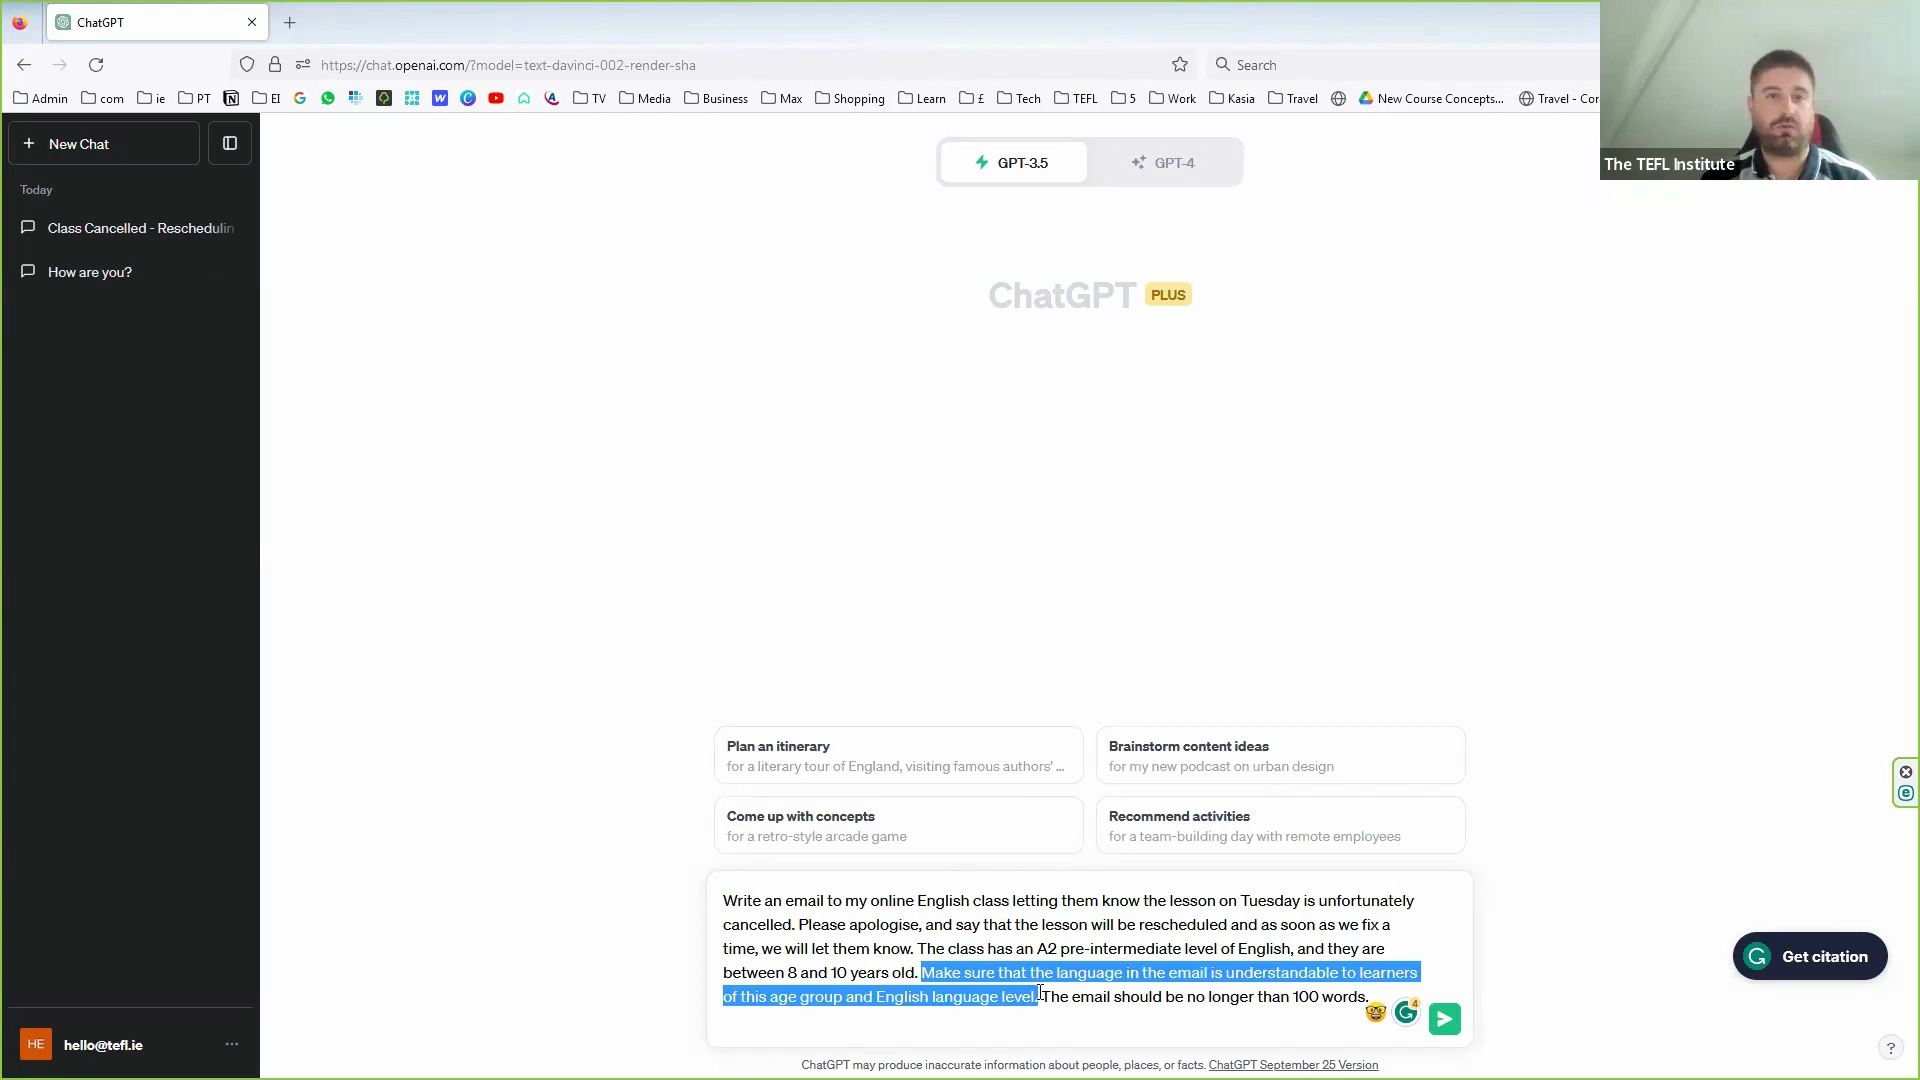 ChatGPT
https://chat.openai.com/?model=text-davinci-002-render-sha
Search
Admin com ie PT EI TV Media Business Max Shopping Learn £ Tech TEFL 5 Work Kasia Travel New Course Concepts... Travel - Cor
The TEFL Institute
New Chat
Today
Class Cancelled - Reschedulin
How are you?
GPT-3.5
GPT-4
ChatGPT PLUS
Plan an itinerary
for a literary tour of England, visiting famous authors' ...
Brainstorm content ideas
for my new podcast on urban design
Come up with concepts
for a retro-style arcade game
Recommend activities
for a team-building day with remote employees
Write an email to my online English class letting them know the lesson on Tuesday is unfortunately
cancelled. Please apologise, and say that the lesson will be rescheduled and as soon as we fix a
time, we will let them know. The class has an A2 pre-intermediate level of English, and they are
between 8 and 10 years old. Make sure that the language in the email is understandable to learners
of this age group and English language level. The email should be no longer than 100 words.
4
Get citation
HE
hello@tefl.ie
ChatGPT may produce inaccurate information about people, places, or facts. ChatGPT September 25 Version
?